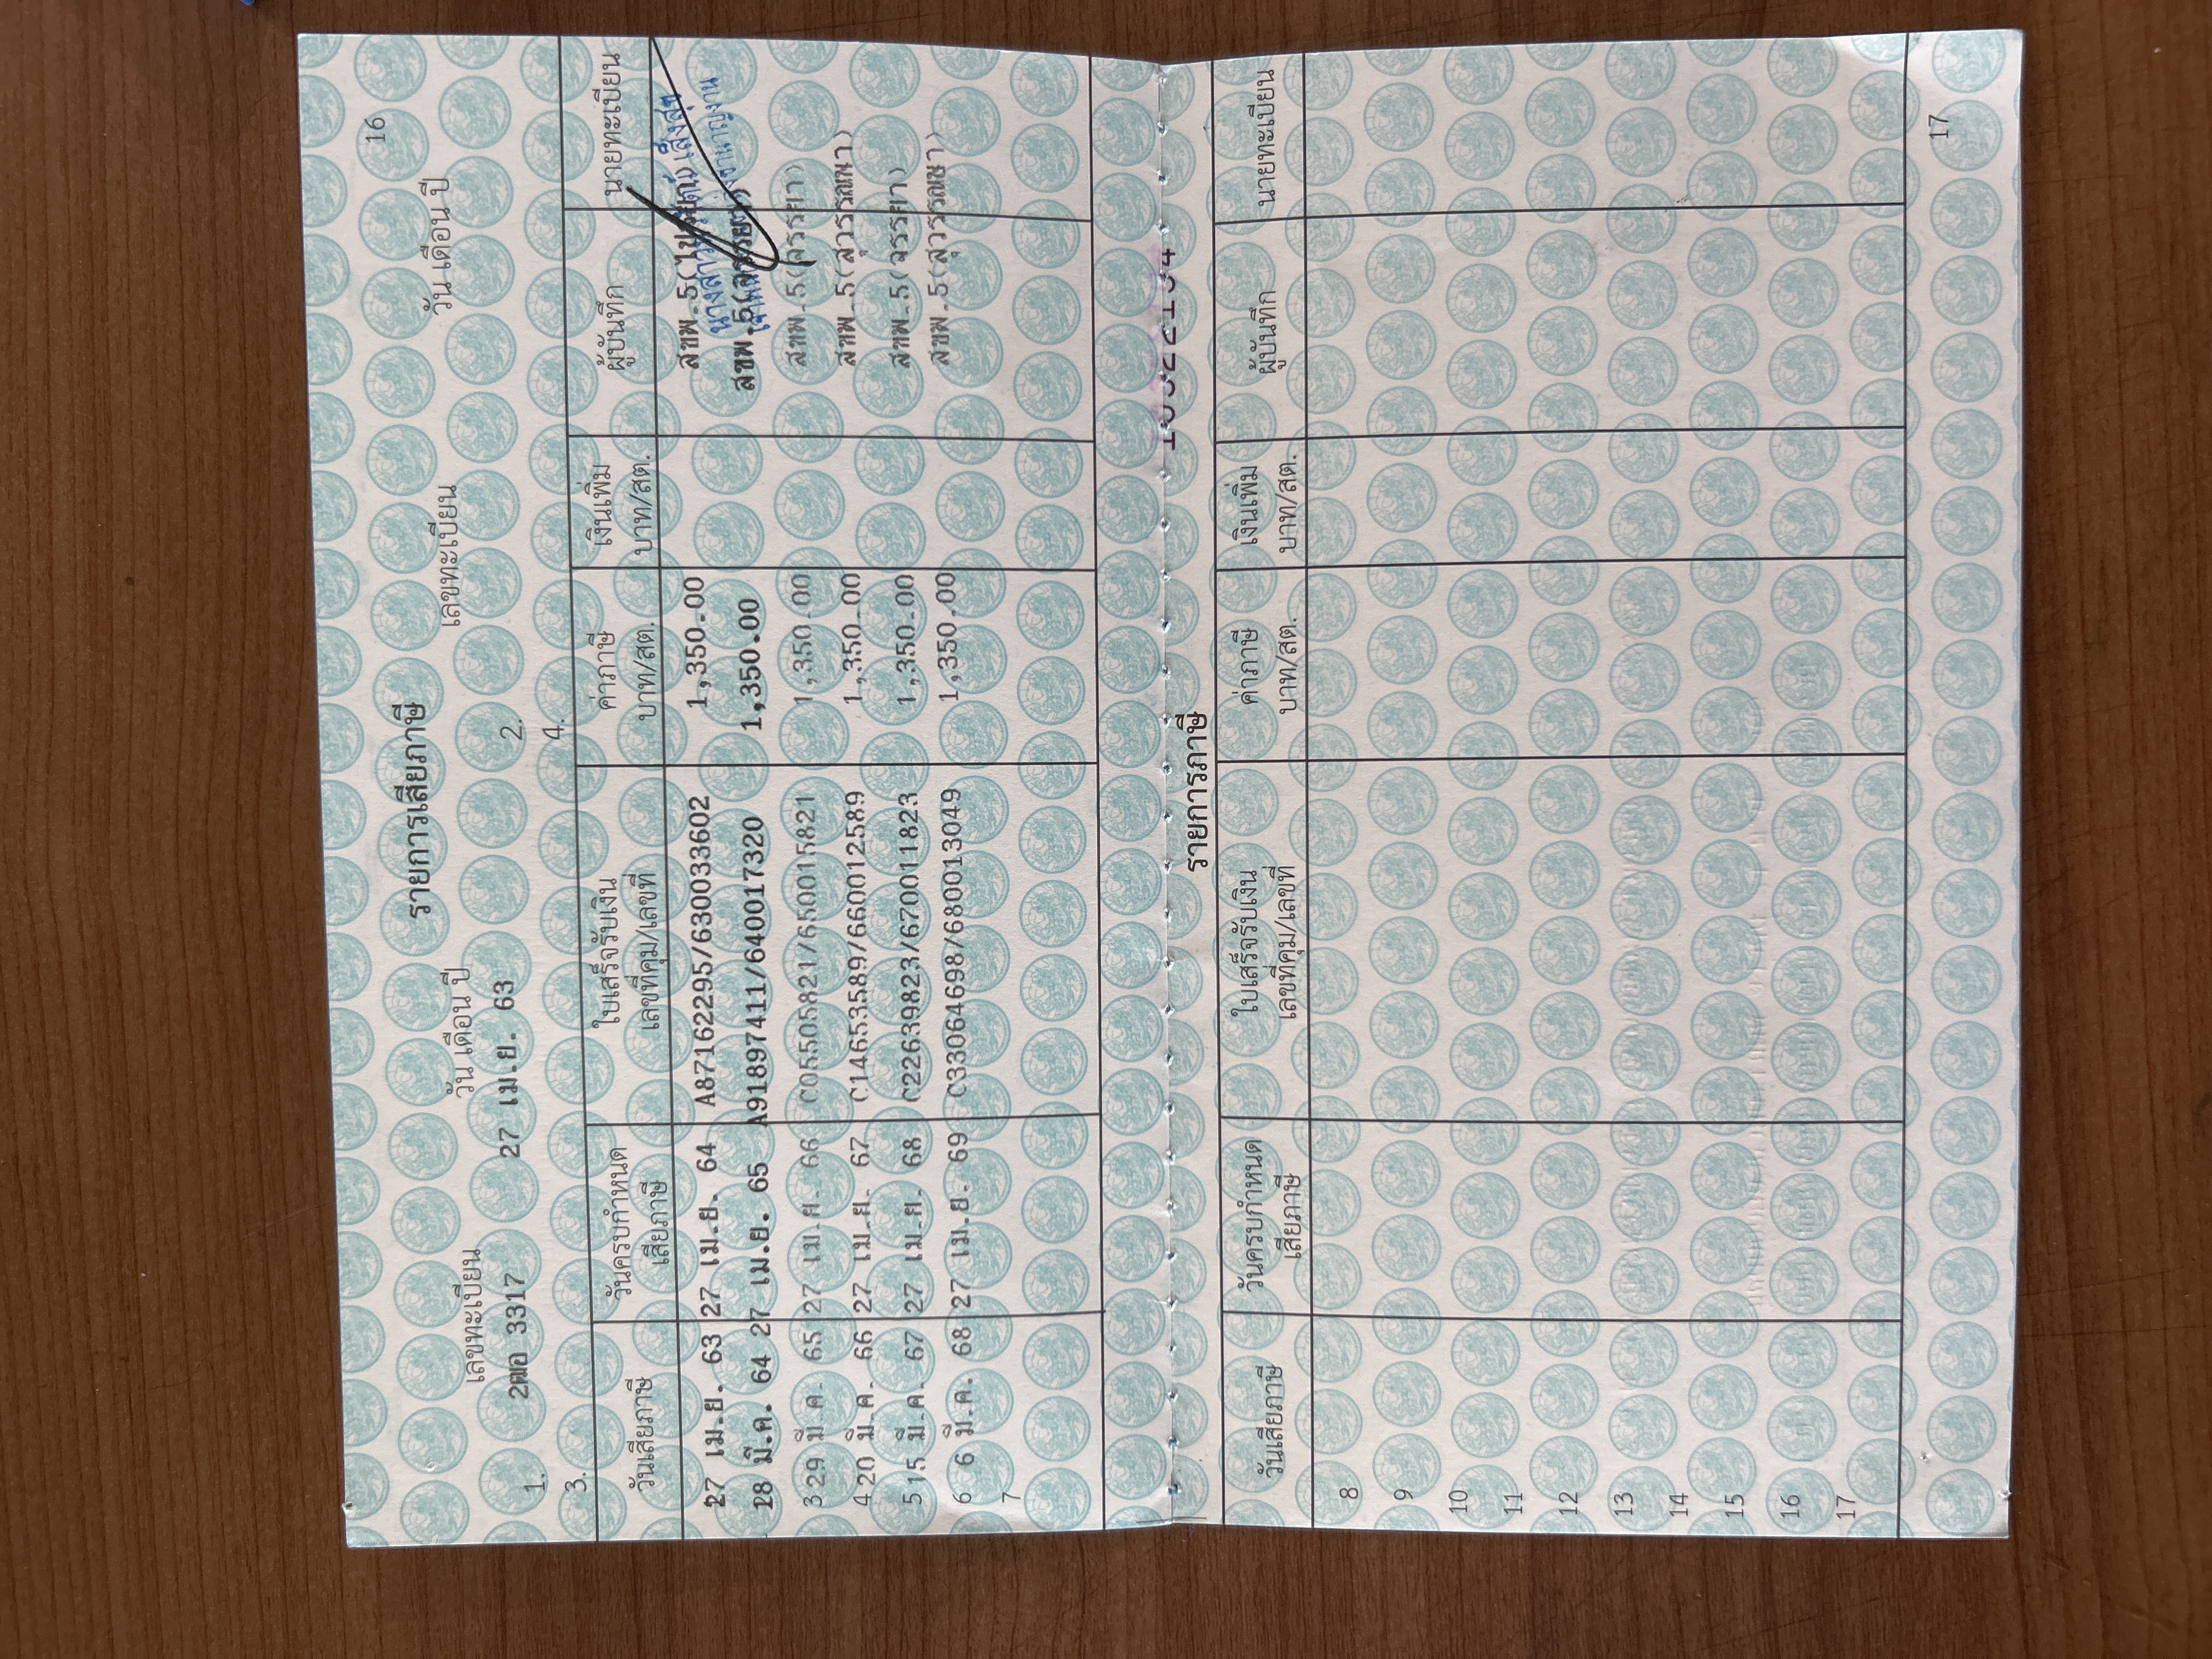 16
รายการเสียภาษี
เลขทะเบียน วัน เดือน ปี เลขทะเบียน วัน เดือน ปี
1. 2ฒอ 3317 27 เม.ย. 63 2.
3. 4.
วันเสียภาษี วันครบกำหนด ใบเสร็จรับเงิน ค่าภาษี เงินเพิ่ม ผู้บันทึก นายทะเบียน
เสียภาษี เลขที่คุม/เลขที่ บาท/สต. บาท/สต.
27 เม.ย. 63 27 เม.ย. 64 A87162295/630033602 1,350.00 สขพ.5
28 มี.ค. 64 27 เม.ย. 65 A91897411/640017320 1,350.00 สขพ.5
3 29 มี.ค. 65 27 เม.ย. 66 C05505821/650015821 1,350.00 สขพ.5(จรรยา)
4 20 มี.ค. 66 27 เม.ย. 67 C14653589/660012589 1,350.00 สขพ.5(สุวรรณษา)
5 15 มี.ค. 67 27 เม.ย. 68 C22639823/670011823 1,350.00 สขพ.5(จรรยา)
6 6 มี.ค. 68 27 เม.ย. 69 C33064698/680013049 1,350.00 สขพ.5(สุวรรณษา)
7
รายการภาษี
วันเสียภาษี วันครบกำหนด ใบเสร็จรับเงิน ค่าภาษี เงินเพิ่ม ผู้บันทึก นายทะเบียน
เสียภาษี เลขที่คุม/เลขที่ บาท/สต. บาท/สต.
8
9
10
11
12
13
14
15
16
17
17